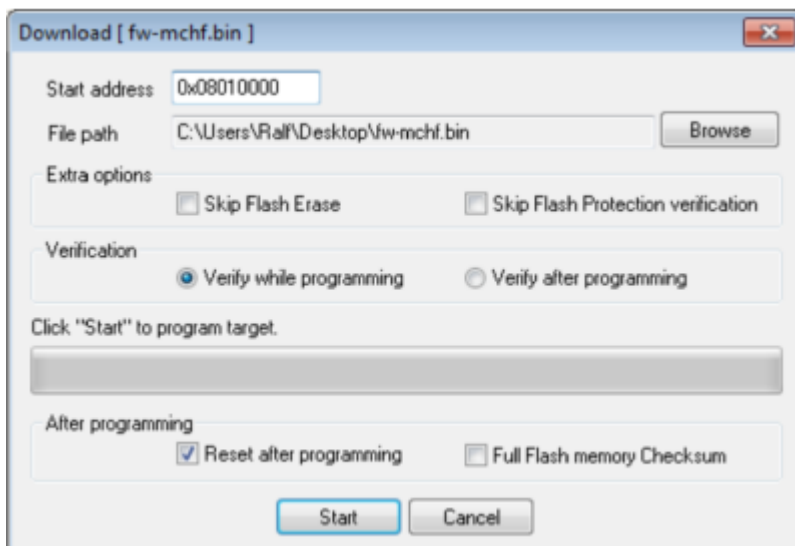 Download [ fw-mchf.bin ]
Start address 0x08010000
File path C:\Users\Ralf\Desktop\fw-mchf.bin Browse
Extra options
Skip Flash Erase Skip Flash Protection verification
Verification
Verify while programming Verify after programming
Click "Start" to program target.
After programming
Reset after programming Full Flash memory Checksum
Start Cancel